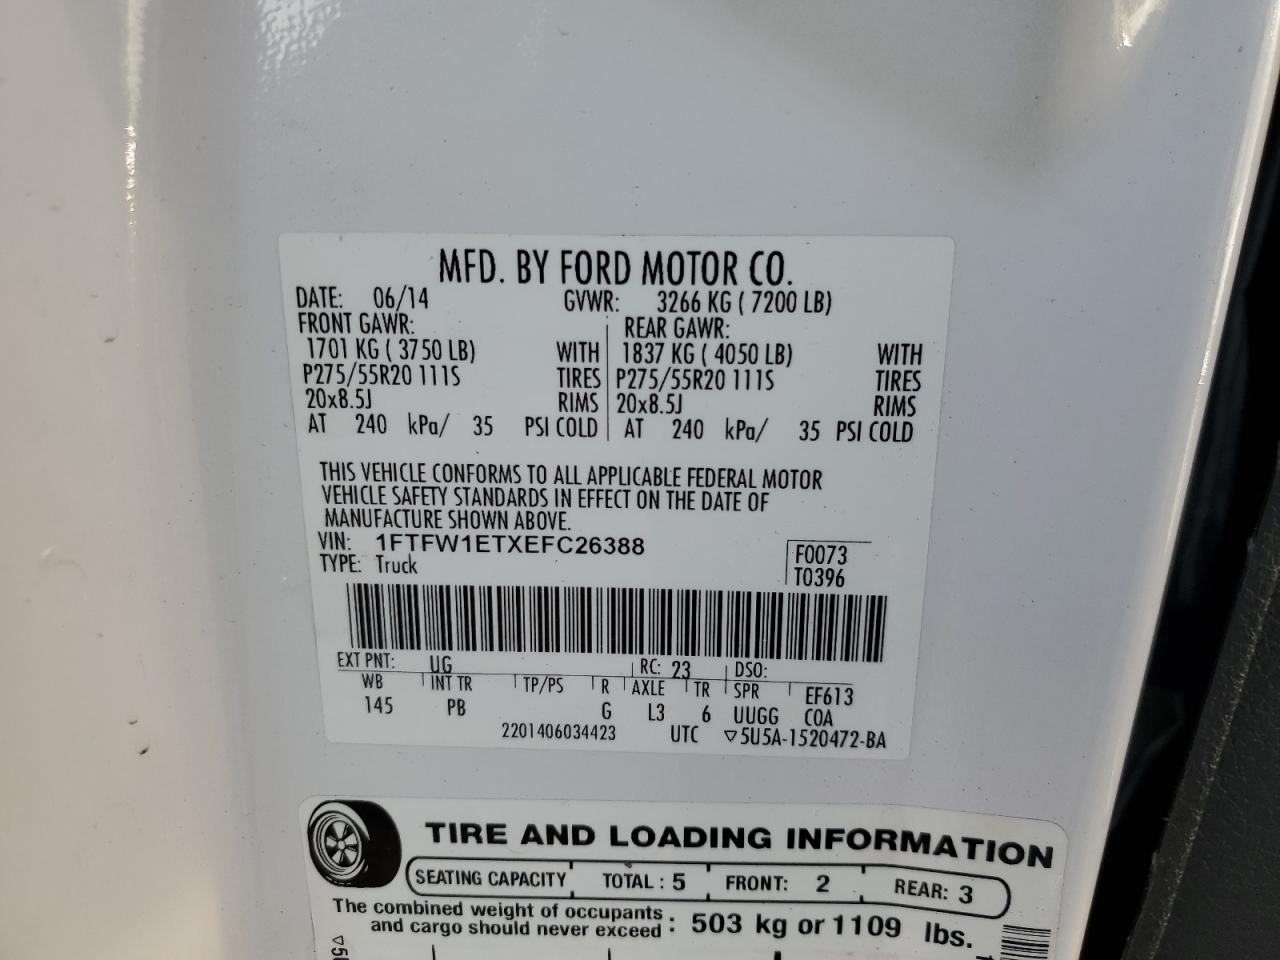 MFD. BY FORD MOTOR CO.
DATE: 06/14 GVWR: 3266 KG ( 7200 LB)
FRONT GAWR: REAR GAWR:
1701 KG ( 3750 LB) WITH 1837 KG ( 4050 LB) WITH
P275/55R20 111S TIRES P275/55R20 111S TIRES
20x8.5J RIMS 20x8.5J RIMS
AT 240 kPa/ 35 PSI COLD AT 240 kPa/ 35 PSI COLD
THIS VEHICLE CONFORMS TO ALL APPLICABLE FEDERAL MOTOR
VEHICLE SAFETY STANDARDS IN EFFECT ON THE DATE OF
MANUFACTURE SHOWN ABOVE.
VIN: 1FTFW1ETXEFC26388 F0073
TYPE: Truck T0396
EXT PNT: UG RC: 23 DSO:
WB INT TR TP/PS R AXLE TR SPR EF613
145 PB G L3 6 UUGG COA
2201406034423 UTC ▽5U5A-1520472-BA
TIRE AND LOADING INFORMATION
SEATING CAPACITY TOTAL : 5 FRONT: 2 REAR: 3
The combined weight of occupants
and cargo should never exceed : 503 kg or 1109 lbs.